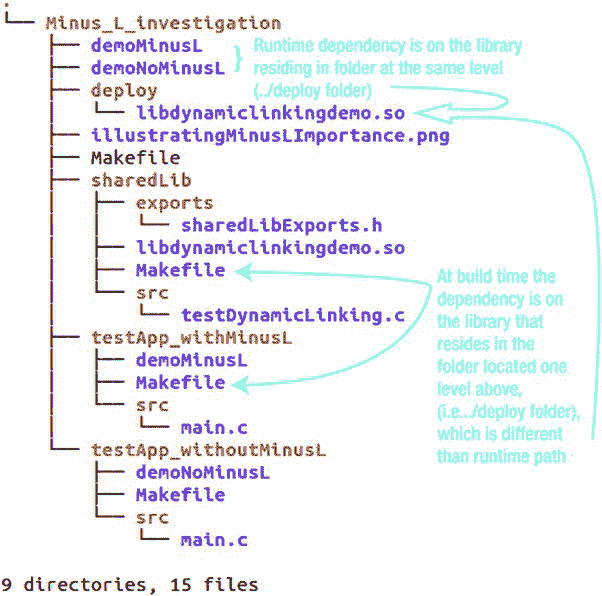 .
└── Minus_L_investigation
    ├── demoMinusL
    ├── demoNoMinusL
    ├── deploy
    │   └── libdynamiclinkingdemo.so
    ├── illustratingMinusLImportance.png
    ├── Makefile
    ├── sharedLib
    │   ├── exports
    │   │   └── sharedLibExports.h
    │   ├── libdynamiclinkingdemo.so
    │   ├── Makefile
    │   └── src
    │       └── testDynamicLinking.c
    ├── testApp_withMinusL
    │   ├── demoMinusL
    │   ├── Makefile
    │   └── src
    │       └── main.c
    └── testApp_withoutMinusL
        ├── demoNoMinusL
        ├── Makefile
        └── src
            └── main.c
9 directories, 15 files
} Runtime dependency is on the library
residing in folder at the same level
(../deploy folder)
At build time the
dependency is on
the library that
resides in the
folder located one
level above,
(i.e.../deploy folder),
which is different
than runtime path